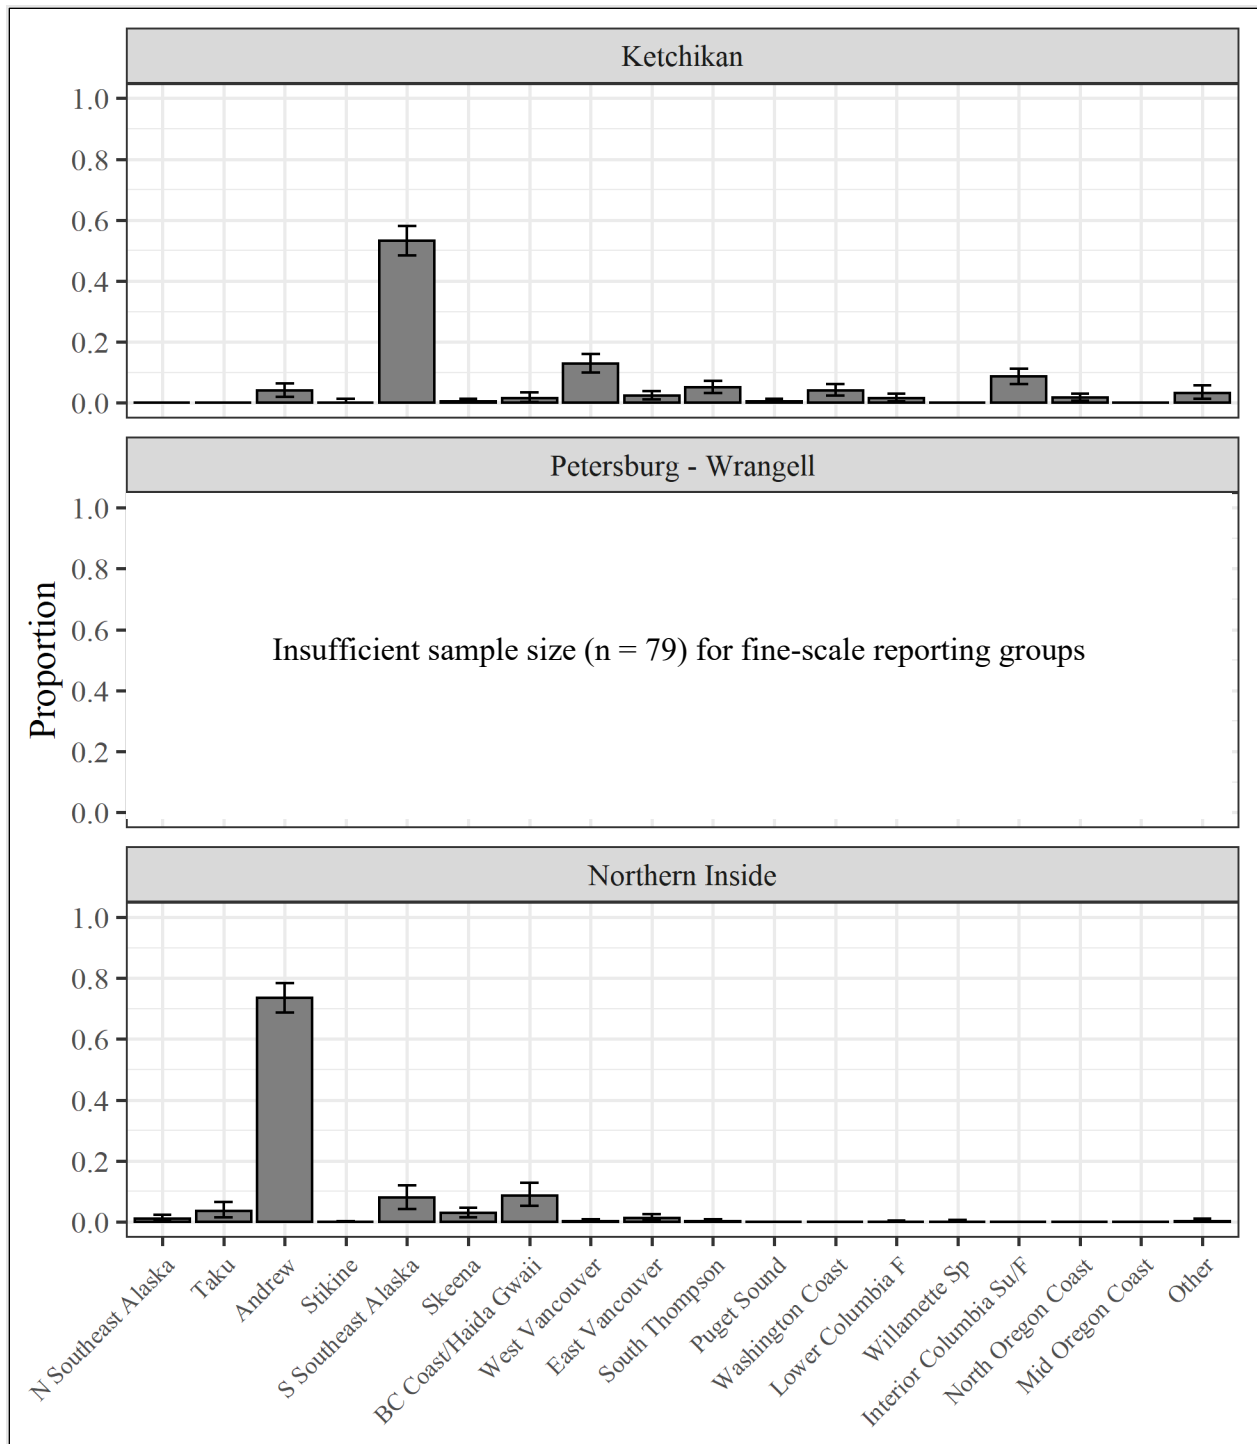 Ketchikan
1.0
0.8
0.6
0.4
0.2
0.0
Petersburg - Wrangell
1.0
0.8
0.6
0.4
0.2
0.0
Insufficient sample size (n = 79) for fine-scale reporting groups
Proportion
Northern Inside
1.0
0.8
0.6
0.4
0.2
0.0
N Southeast Alaska
Taku
Andrew
Stikine
S Southeast Alaska
Skeena
BC Coast/Haida Gwaii
West Vancouver
East Vancouver
South Thompson
Puget Sound
Washington Coast
Lower Columbia F
Willamette Sp
Interior Columbia Su/F
North Oregon Coast
Mid Oregon Coast
Other